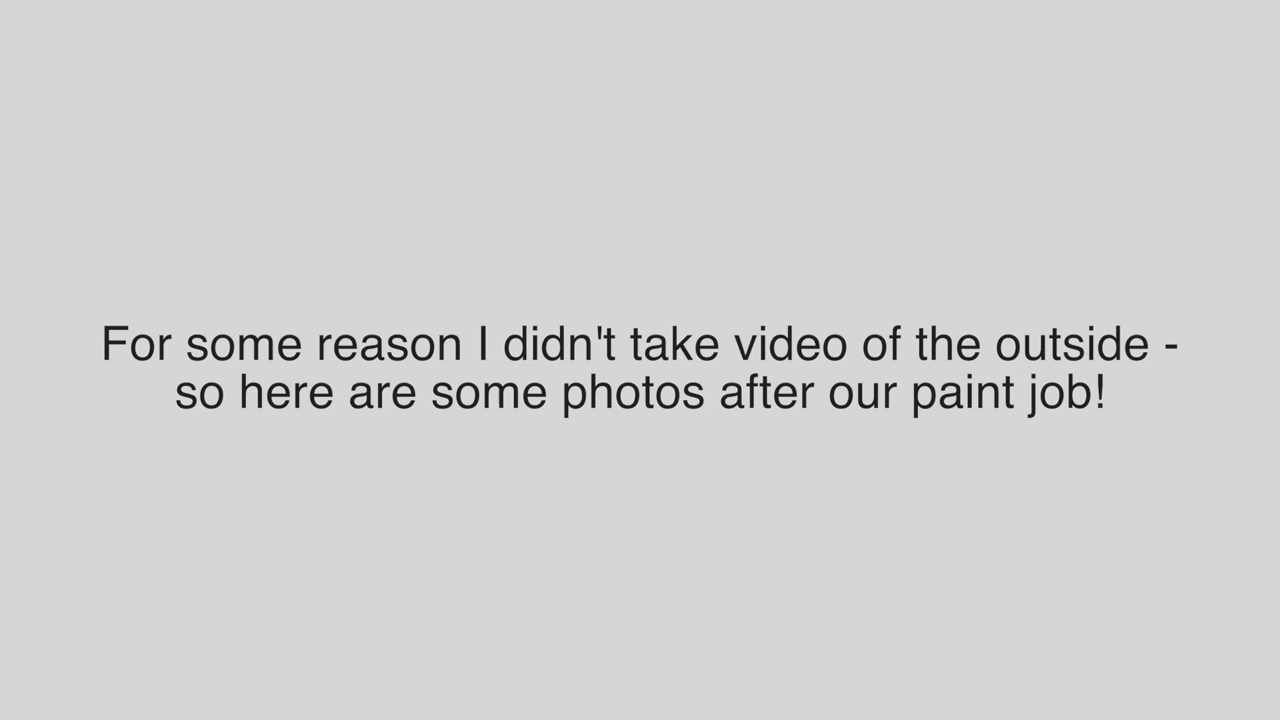 For some reason I didn't take video of the outside -
so here are some photos after our paint job!